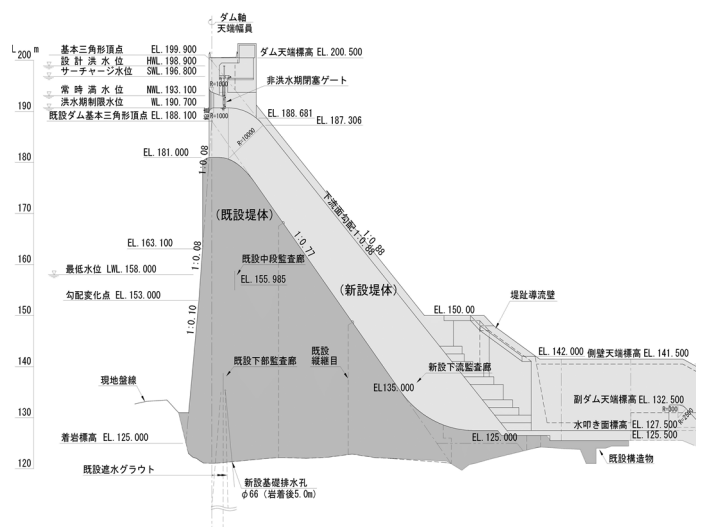 ダム軸
天端幅員
L m
200
190
180
170
160
150
140
130
120
基本三角形頂点 EL.199.900
設計洪水位 HWL.198.900
サーチャージ水位 SWL.196.800
常時満水位 NWL.193.100
洪水期制限水位 WL.190.700
既設ダム基本三角形頂点 EL.188.100
ダム天端標高 EL.200.500
非洪水期閉塞ゲート
R=1000
R=1000
R=10000
EL.188.681
EL.187.306
EL.181.000
1:0.08
(既設堤体)
下流面勾配 1:0.88
1:0.88
1:0.77
EL.163.100
1:0.08
既設中段監査廊
EL.155.985
(新設堤体)
最低水位 LWL.158.000
勾配変化点 EL.153.000
1:0.10
EL.150.00
堤趾導流壁
既設下部監査廊
既設
縦継目
新設下流監査廊
EL.142.000
側壁天端標高 EL.141.500
現地盤線
EL135.000
副ダム天端標高 EL.132.500
R=500
R=2000
水叩き面標高 EL.127.500
着岩標高 EL.125.000
EL.125.000
EL.125.500
既設構造物
既設遮水グラウト
新設基礎排水孔
φ66(岩着後5.0m)